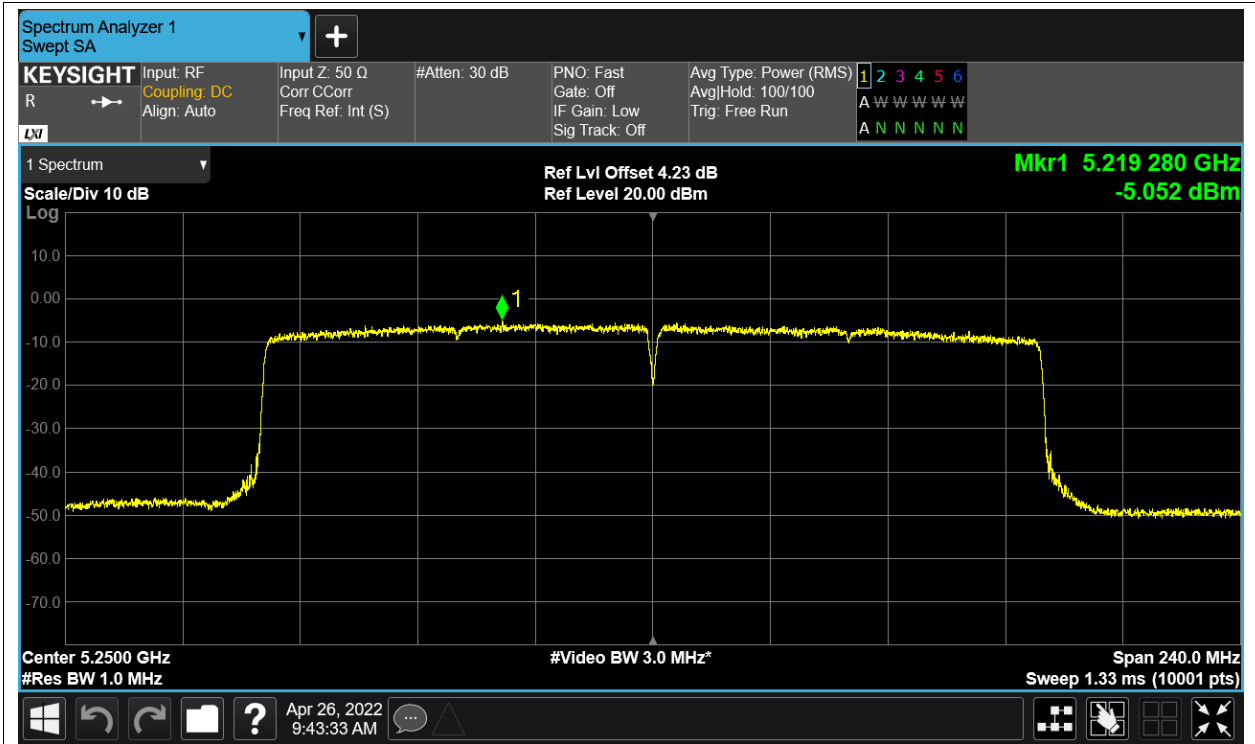 Spectrum Analyzer 1
Swept SA
+
KEYSIGHT
R
LXI
Input: RF
Coupling: DC
Align: Auto
Input Z: 50 Ω
Corr CCorr
Freq Ref: Int (S)
#Atten: 30 dB
PNO: Fast
Gate: Off
IF Gain: Low
Sig Track: Off
Avg Type: Power (RMS)
Avg|Hold: 100/100
Trig: Free Run
1 2 3 4 5 6
A W W W W W
A N N N N N
1 Spectrum
Scale/Div 10 dB
Log
Ref Lvl Offset 4.23 dB
Ref Level 20.00 dBm
Mkr1 5.219 280 GHz
-5.052 dBm
10.0
0.00
-10.0
-20.0
-30.0
-40.0
-50.0
-60.0
-70.0
1
Center 5.2500 GHz
#Res BW 1.0 MHz
#Video BW 3.0 MHz*
Span 240.0 MHz
Sweep 1.33 ms (10001 pts)
?
Apr 26, 2022
9:43:33 AM